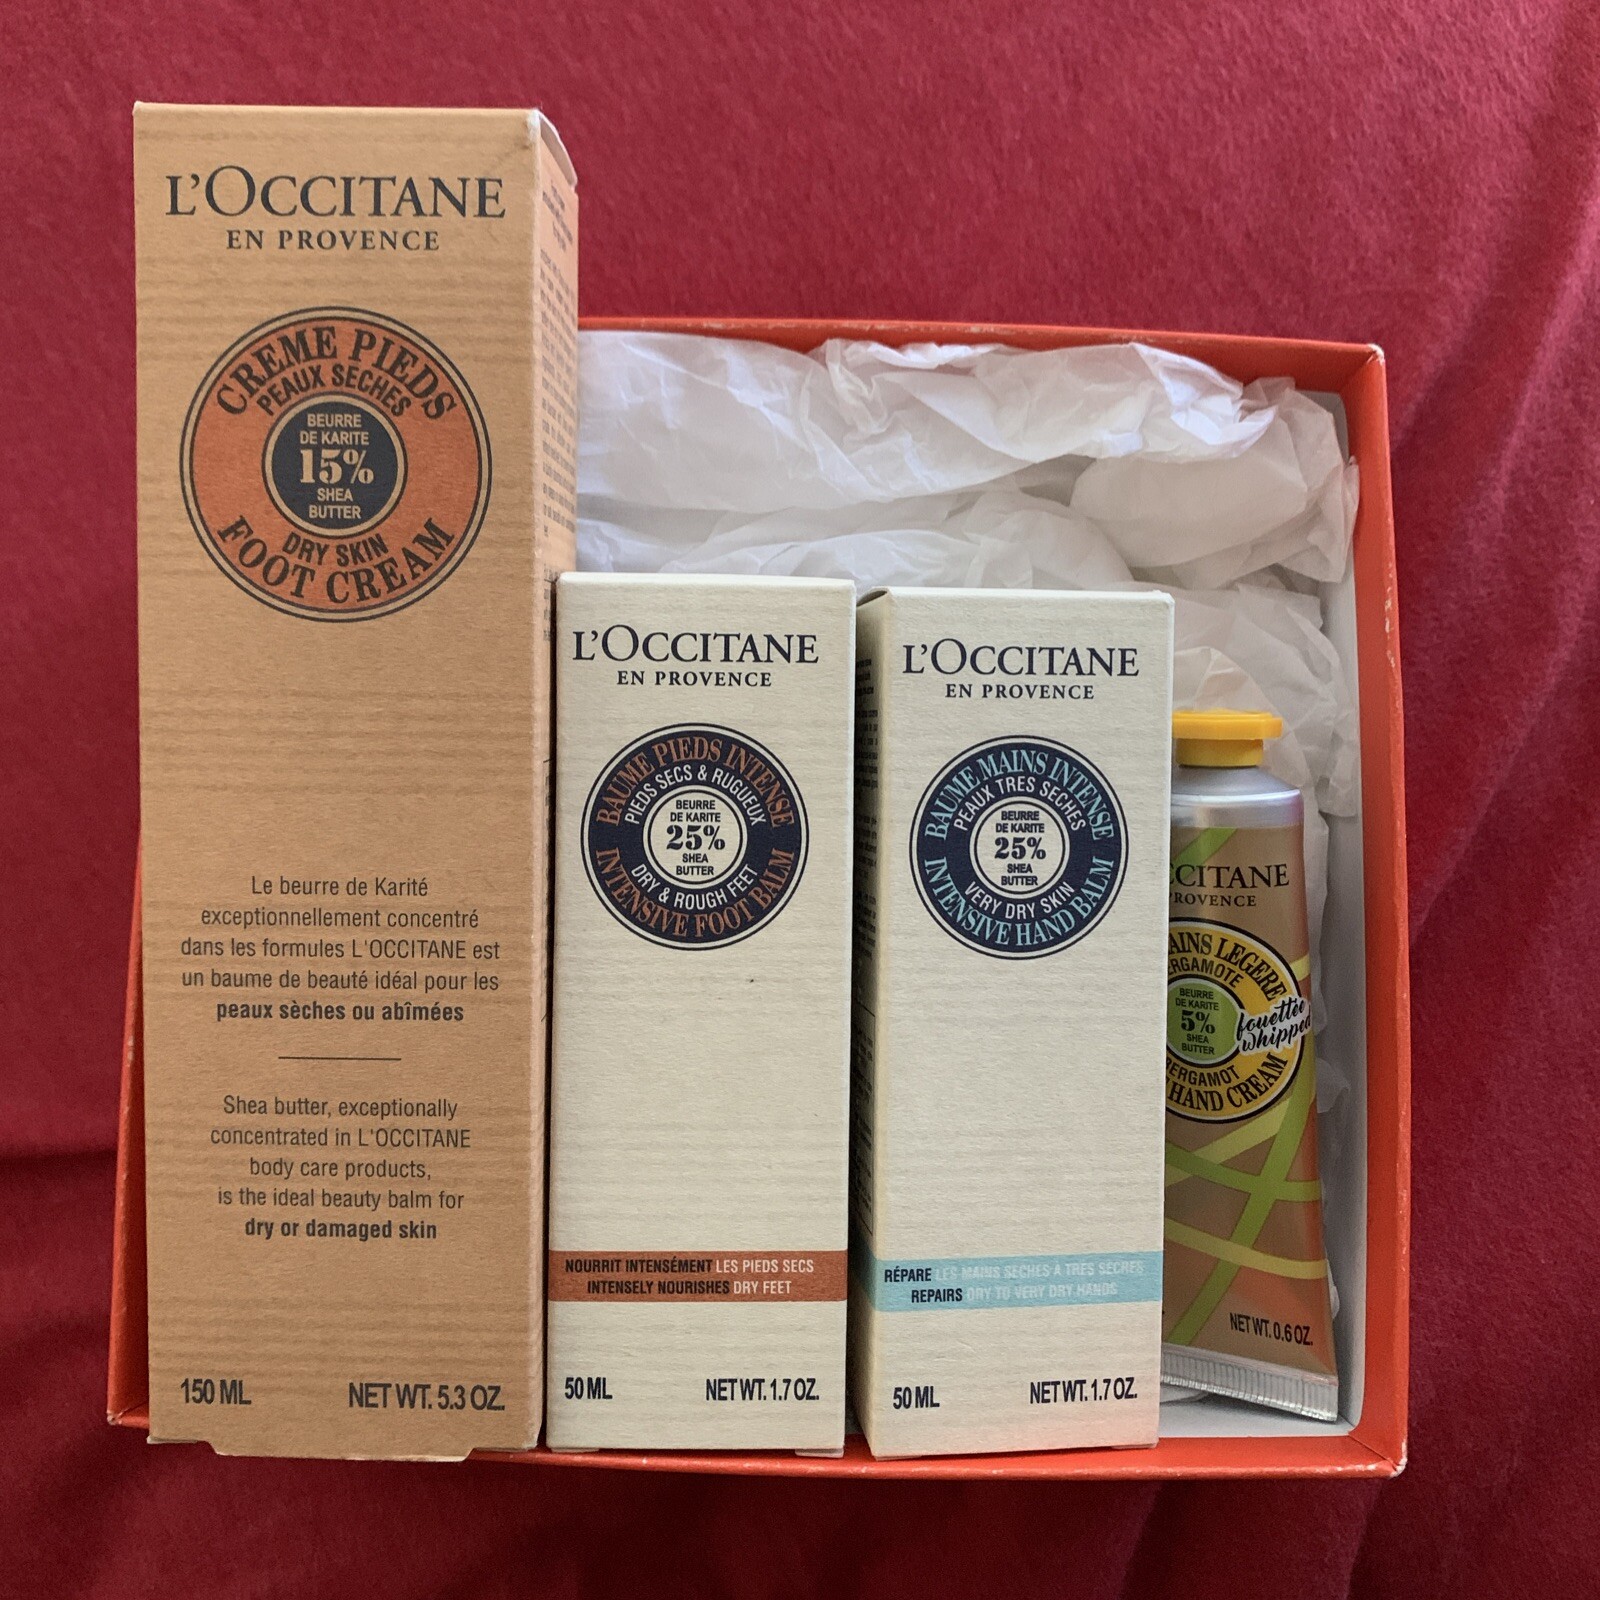 L'OCCITANE
EN PROVENCE
CREME PIEDS
PEAUX SECHES
BEURRE
DE KARITE
15%
SHEA
BUTTER
DRY SKIN
FOOT CREAM
Le beurre de Karité
exceptionnellement concentré
dans les formules L'OCCITANE est
un baume de beauté idéal pour les
peaux sèches ou abîmées
Shea butter, exceptionally
concentrated in L'OCCITANE
body care products,
is the ideal beauty balm for
dry or damaged skin
150 ML NET WT. 5.3 OZ.
L'OCCITANE
EN PROVENCE
BAUME PIEDS INTENSE
PIEDS SECS & RUGUEUX
BEURRE
DE KARITE
25%
SHEA
BUTTER
DRY & ROUGH FEET
INTENSIVE FOOT BALM
NOURRIT INTENSÉMENT LES PIEDS SECS
INTENSELY NOURISHES DRY FEET
50 ML NET WT. 1.7 OZ.
L'OCCITANE
EN PROVENCE
BAUME MAINS INTENSE
PEAUX TRES SECHES
BEURRE
DE KARITE
25%
SHEA
BUTTER
VERY DRY SKIN
INTENSIVE HAND BALM
RÉPARE LES MAINS SÈCHES À TRÈS SÈCHES
REPAIRS DRY TO VERY DRY HANDS
50 ML NET WT. 1.7 OZ.
CCITANE
PROVENCE
AINS LEGERE
ERGAMOTE
BEURRE
DE KARITE
5%
SHEA
BUTTER
fouettée
whipped
BERGAMOT
HAND CREAM
NET WT. 0.6 OZ.